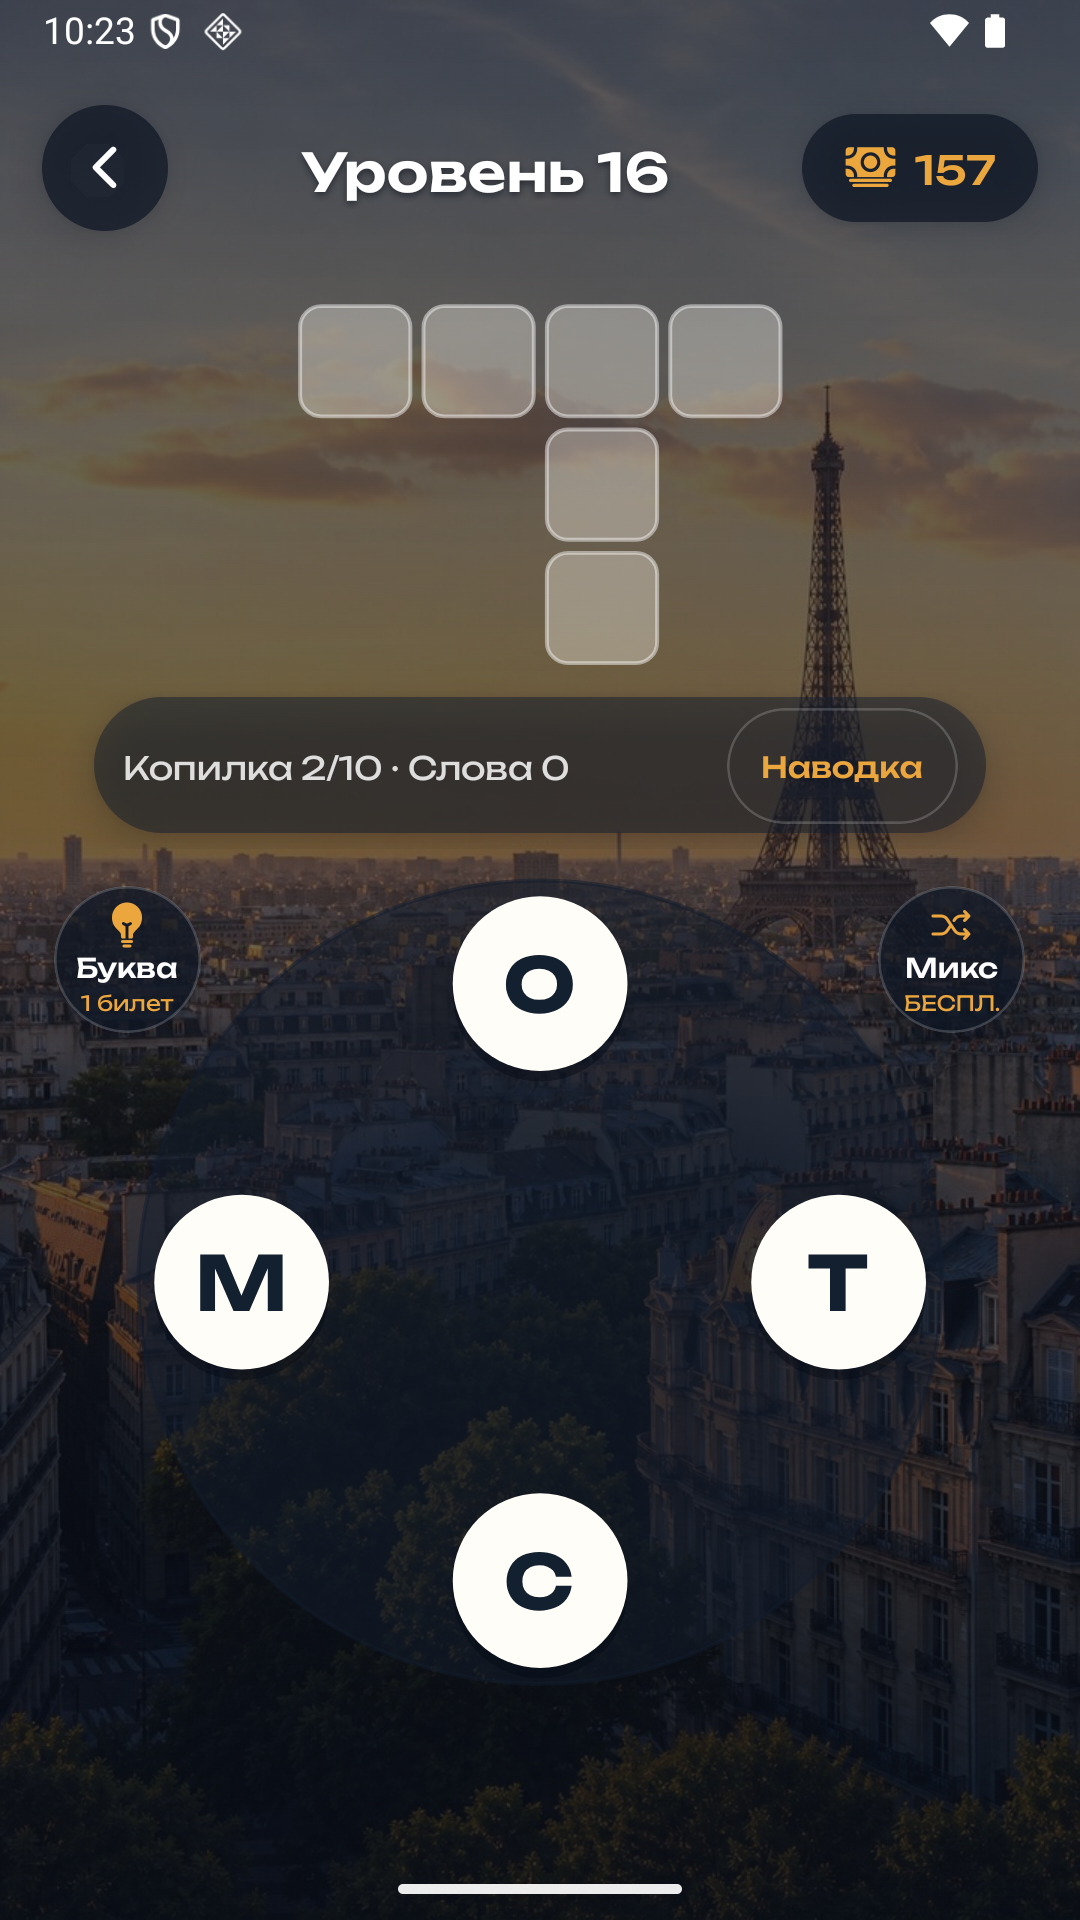 10:23
Уровень 16
157
Копилка 2/10 · Слова 0
Наводка
Буква
1 билет
Микс
БЕСПЛ.
О
М
Т
С